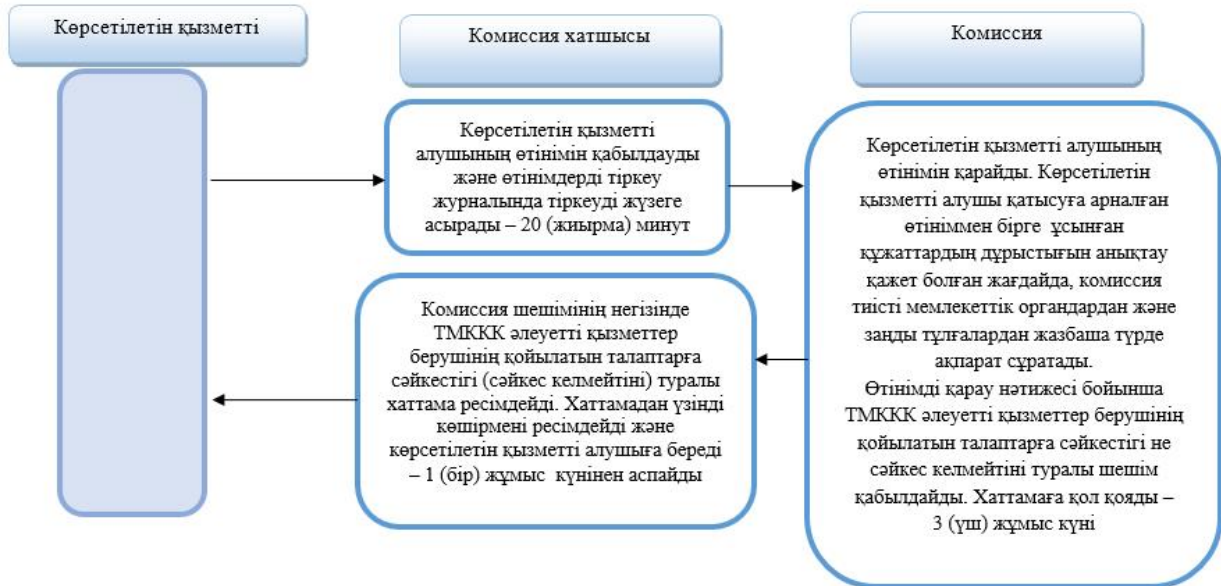 Көрсетілетін қызметті
Комиссия хатшысы
Комиссия
Көрсетілетін қызметті
алушының өтінімін қабылдауды
және өтінімдерді тіркеу
журналында тіркеуді жүзеге
асырады – 20 (жиырма) минут
Комиссия шешімінің негізінде
ТМККК әлеуетті қызметтер
берушінің қойылатын талаптарға
сәйкестігі (сәйкес келмейтіні) туралы
хаттама ресімдейді. Хаттамадан үзінді
көшірмені ресімдейді және
көрсетілетін қызметті алушыға береді
– 1 (бір) жұмыс күнінен аспайды
Көрсетілетін қызметті алушының
өтінімін қарайды. Көрсетілетін
қызметті алушы қатысуға арналған
өтініммен бірге ұсынған
құжаттардың дұрыстығын анықтау
қажет болған жағдайда, комиссия
тиісті мемлекеттік органдардан және
заңды тұлғалардан жазбаша түрде
ақпарат сұратады.
Өтінімді қарау нәтижесі бойынша
ТМККК әлеуетті қызметтер берушінің
қойылатын талаптарға сәйкестігі не
сәйкес келмейтіні туралы шешім
қабылдайды. Хаттамаға қол қояды –
3 (үш) жұмыс күні